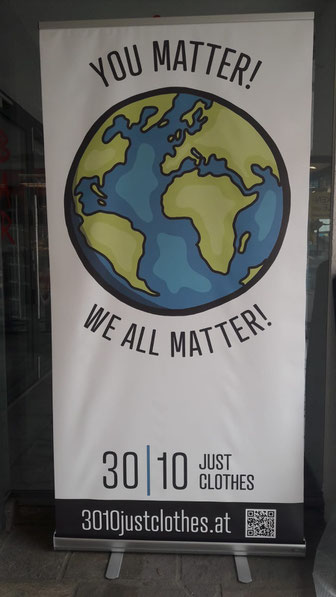 YOU MATTER!
WE ALL MATTER!
30|10 JUST
CLOTHES
3010justclothes.at